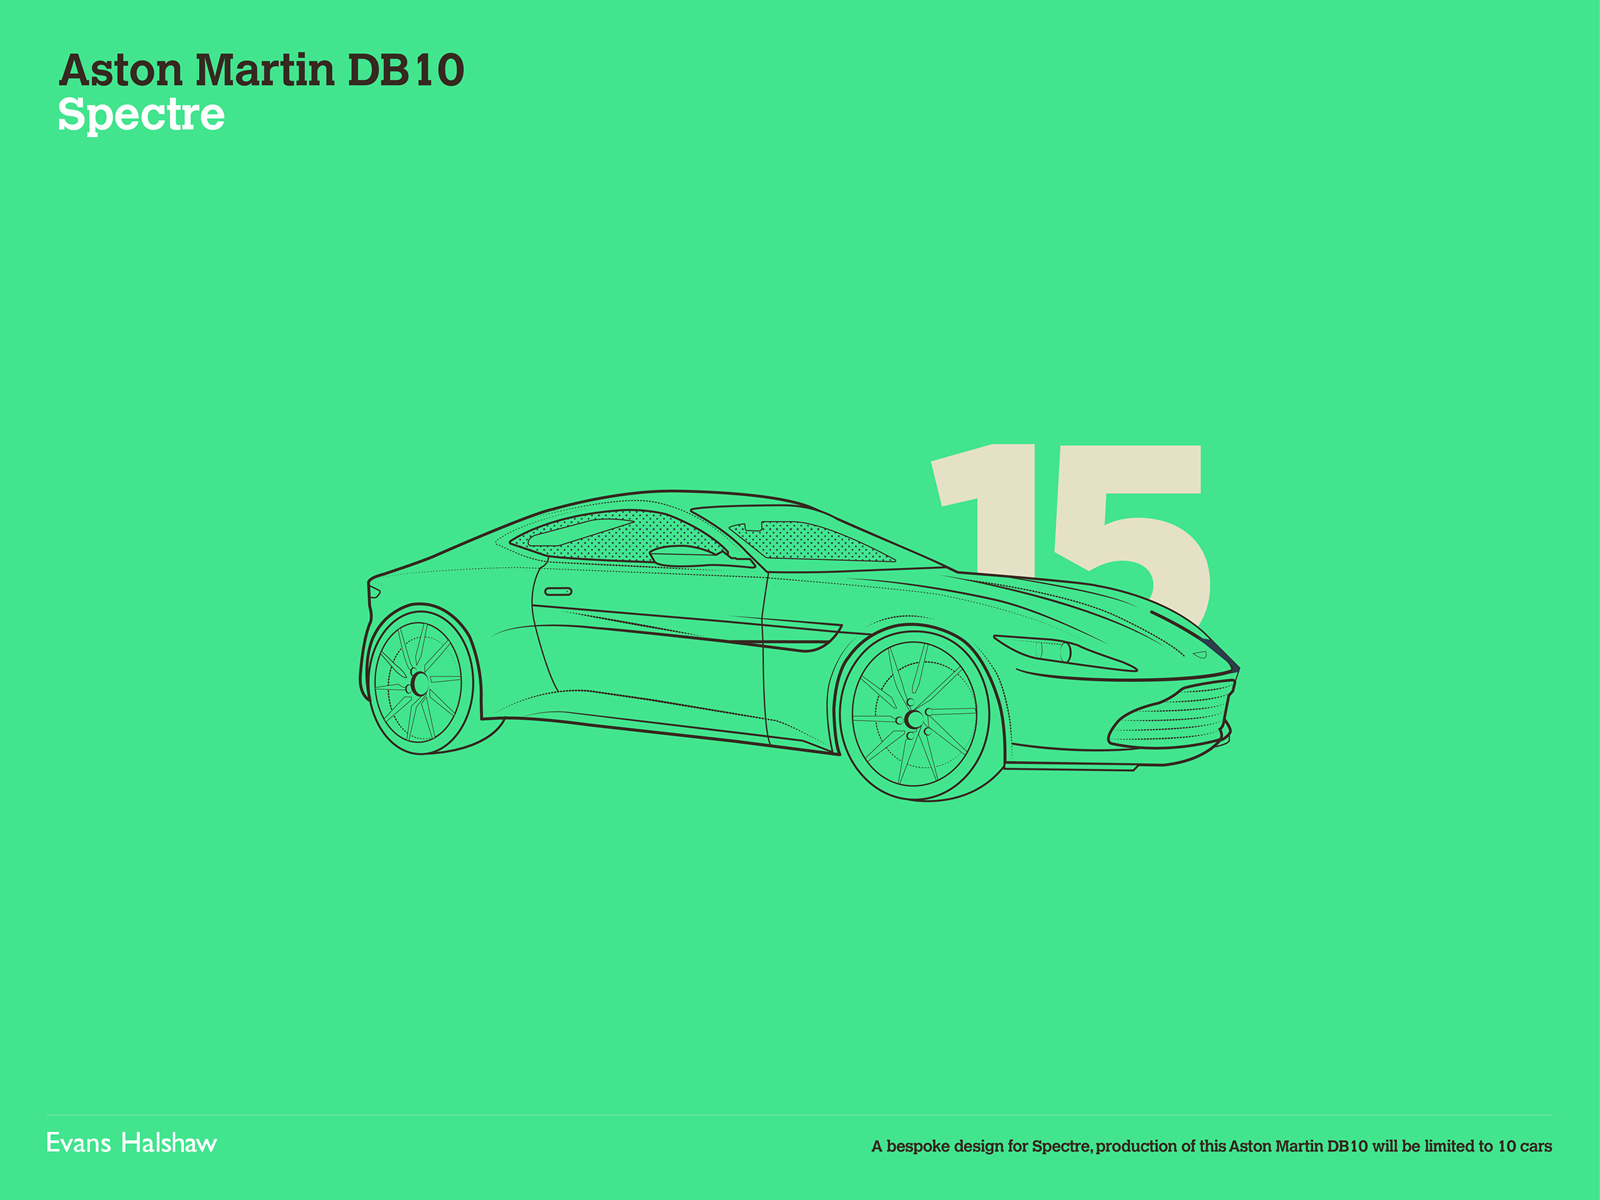 Aston Martin DB10
Spectre
15
Evans Halshaw
A bespoke design for Spectre, production of this Aston Martin DB10 will be limited to 10 cars